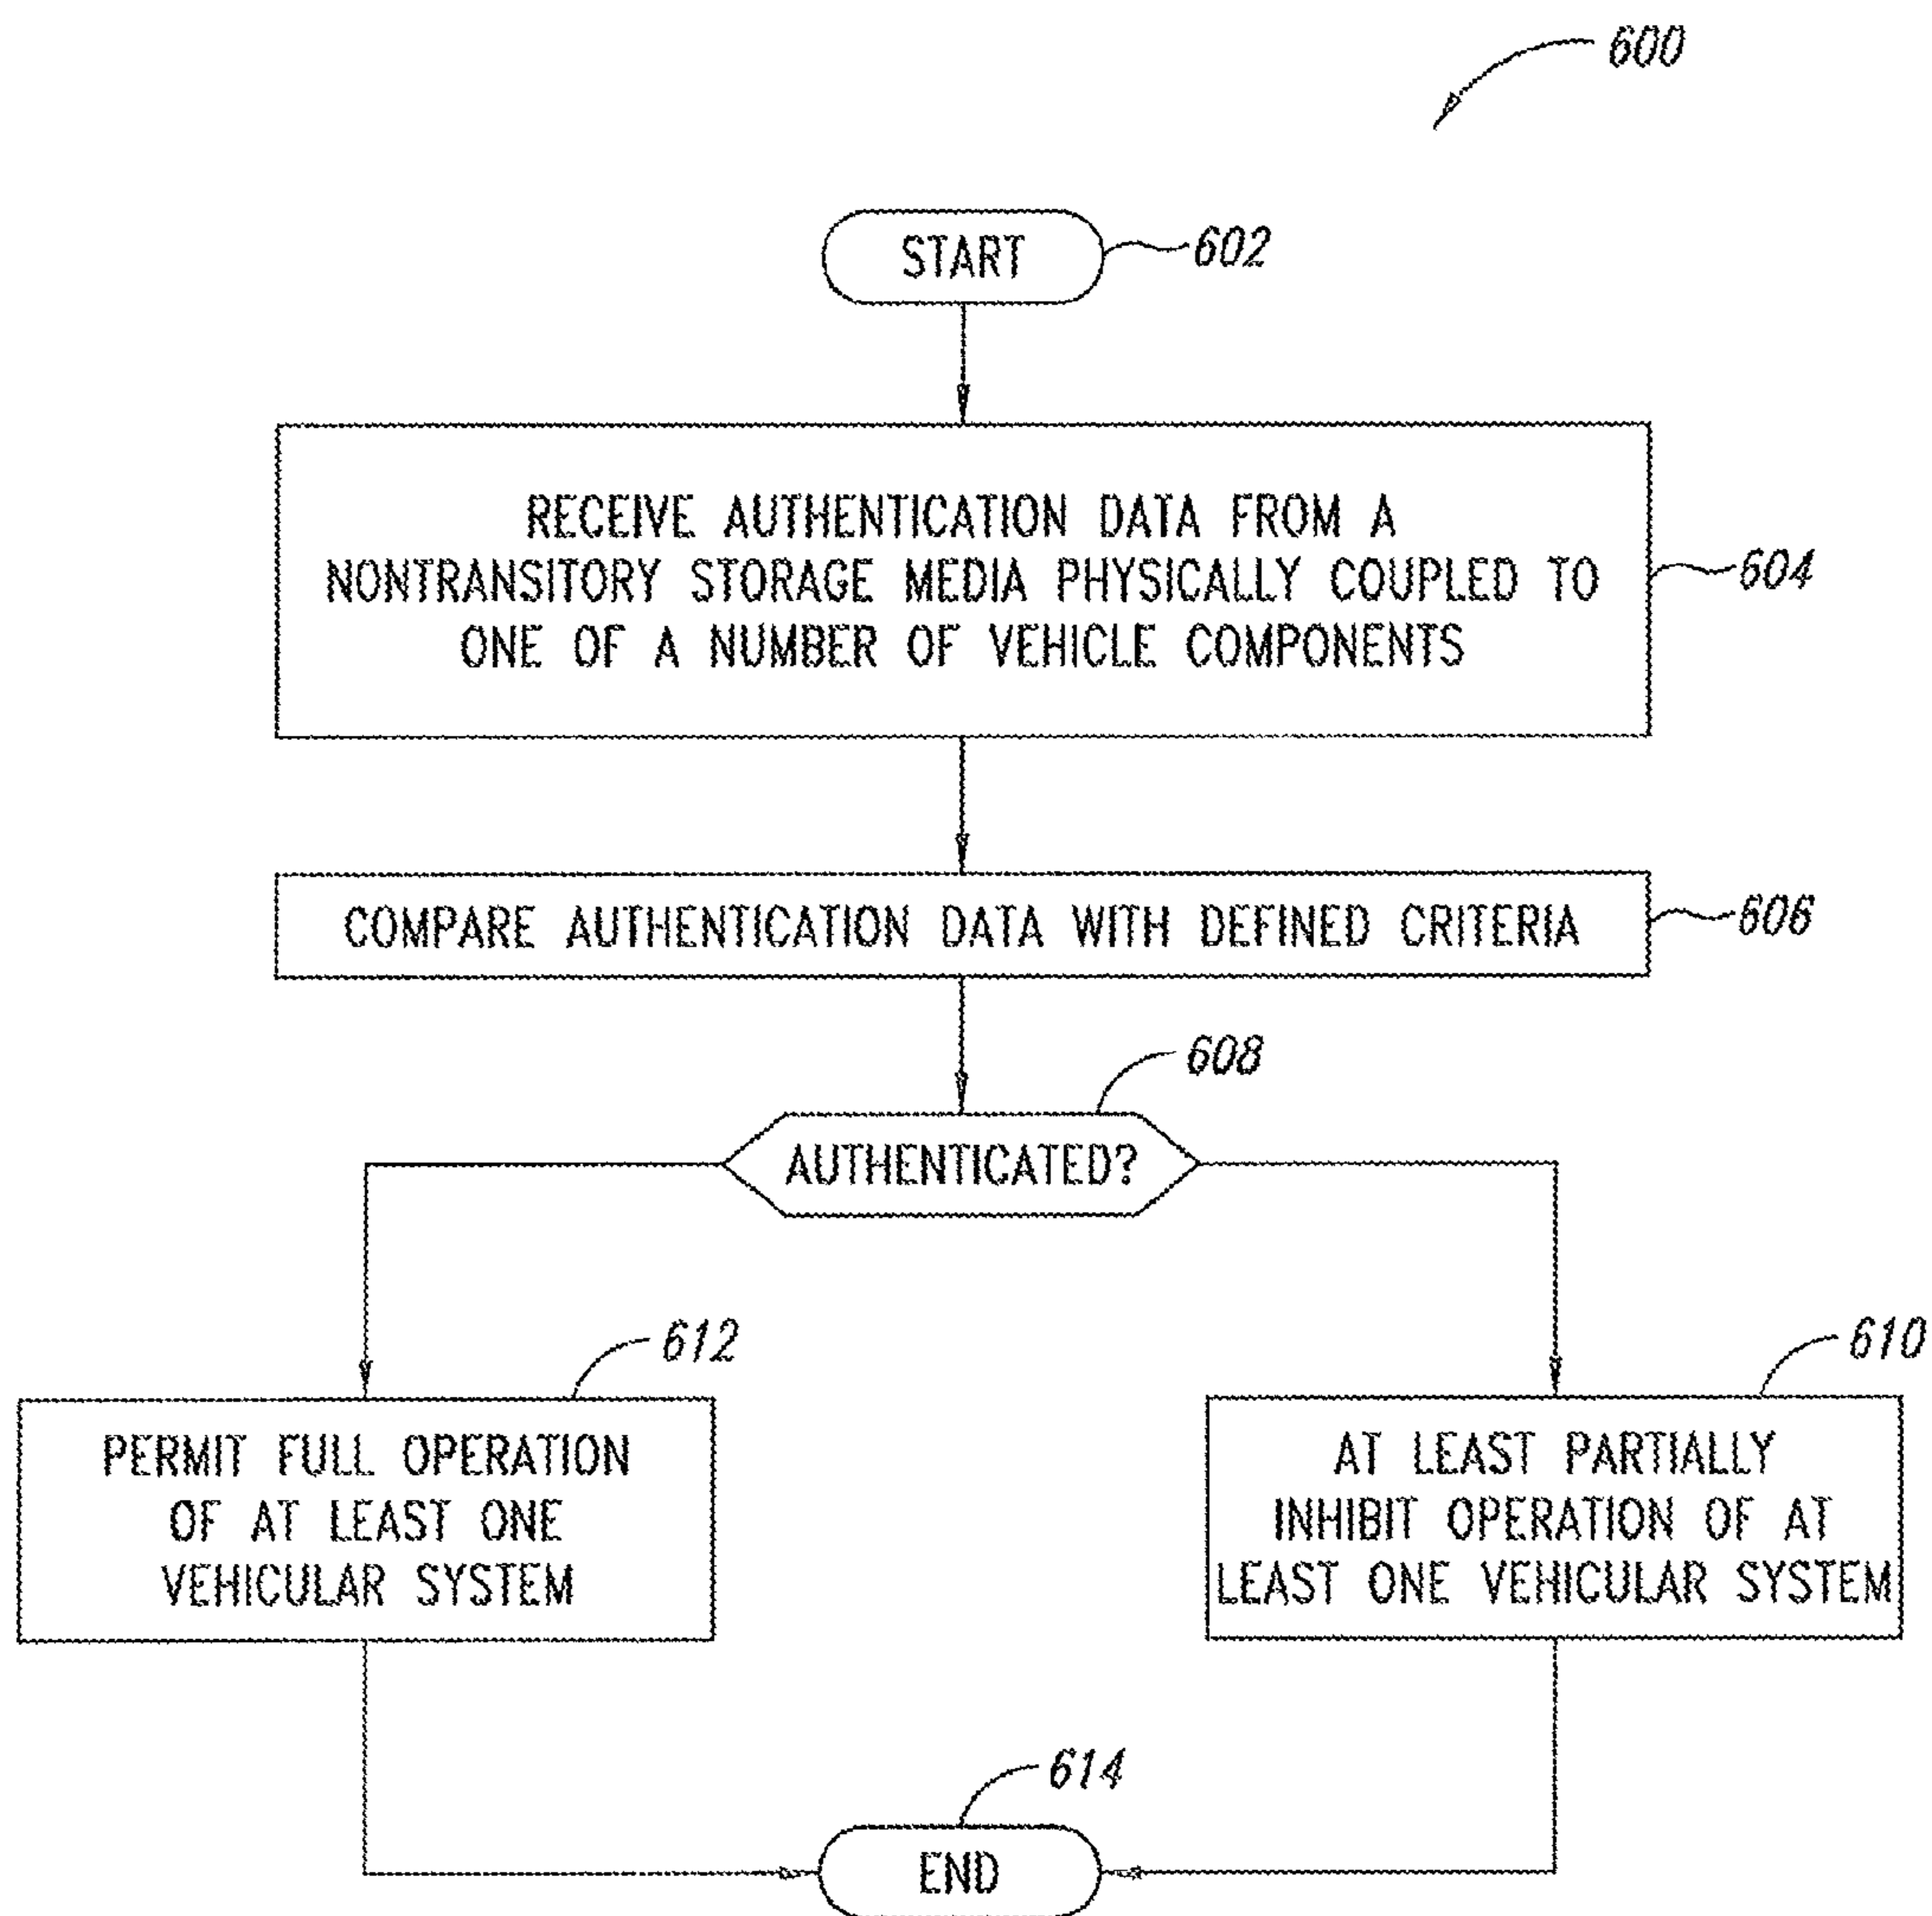 600
START
602
RECEIVE AUTHENTICATION DATA FROM A
NONTRANSITORY STORAGE MEDIA PHYSICALLY COUPLED TO
ONE OF A NUMBER OF VEHICLE COMPONENTS
604
COMPARE AUTHENTICATION DATA WITH DEFINED CRITERIA
606
608
AUTHENTICATED?
612
PERMIT FULL OPERATION
OF AT LEAST ONE
VEHICULAR SYSTEM
610
AT LEAST PARTIALLY
INHIBIT OPERATION OF AT
LEAST ONE VEHICULAR SYSTEM
614
END